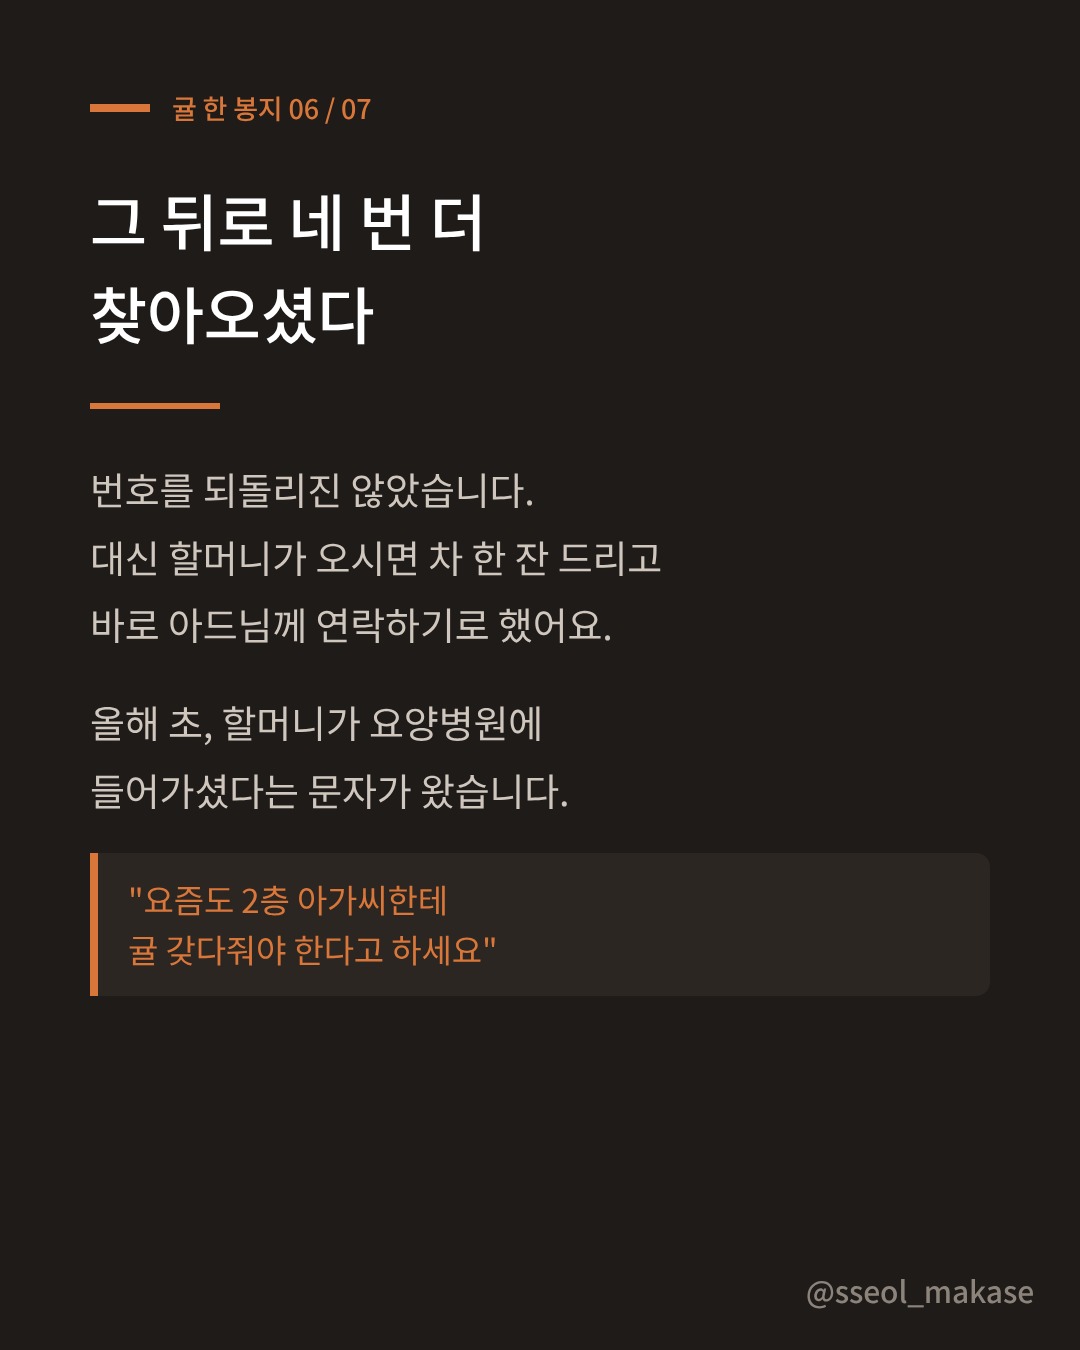 귤 한 봉지 06 / 07
그 뒤로 네 번 더
찾아오셨다
번호를 되돌리진 않았습니다.
대신 할머니가 오시면 차 한 잔 드리고
바로 아드님께 연락하기로 했어요.
올해 초, 할머니가 요양병원에
들어가셨다는 문자가 왔습니다.
"요즘도 2층 아가씨한테
귤 갖다줘야 한다고 하세요"
@sseol_makase